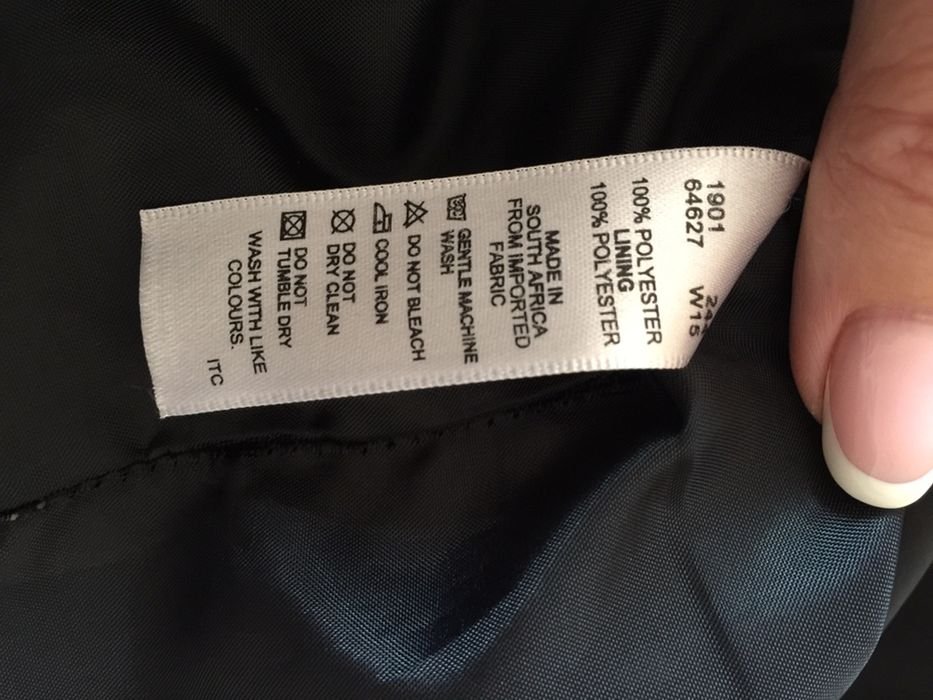 1901
64627 W15
100% POLYESTER
LINING
100% POLYESTER
MADE IN
SOUTH AFRICA
FROM IMPORTED
FABRIC
GENTLE MACHINE
WASH
DO NOT BLEACH
COOL IRON
DO NOT
DRY CLEAN
DO NOT
TUMBLE DRY
WASH WITH LIKE
COLOURS.
ITC